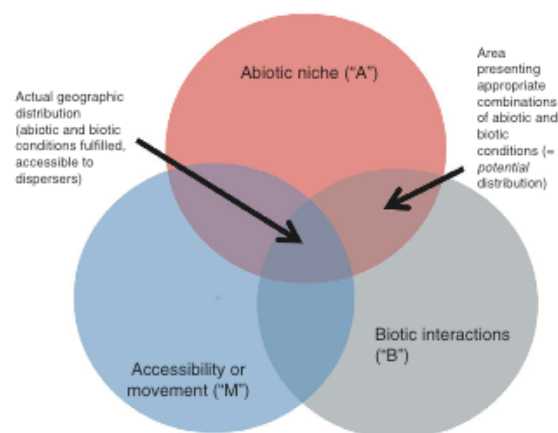 Abiotic niche (“A”)
Actual geographic
distribution
(abiotic and biotic
conditions fulfilled,
accessible to
dispersers)
Area
presenting
appropriate
combinations
of abiotic and
biotic
conditions (=
potential
distribution)
Biotic interactions
(“B”)
Accessibility or
movement (“M”)